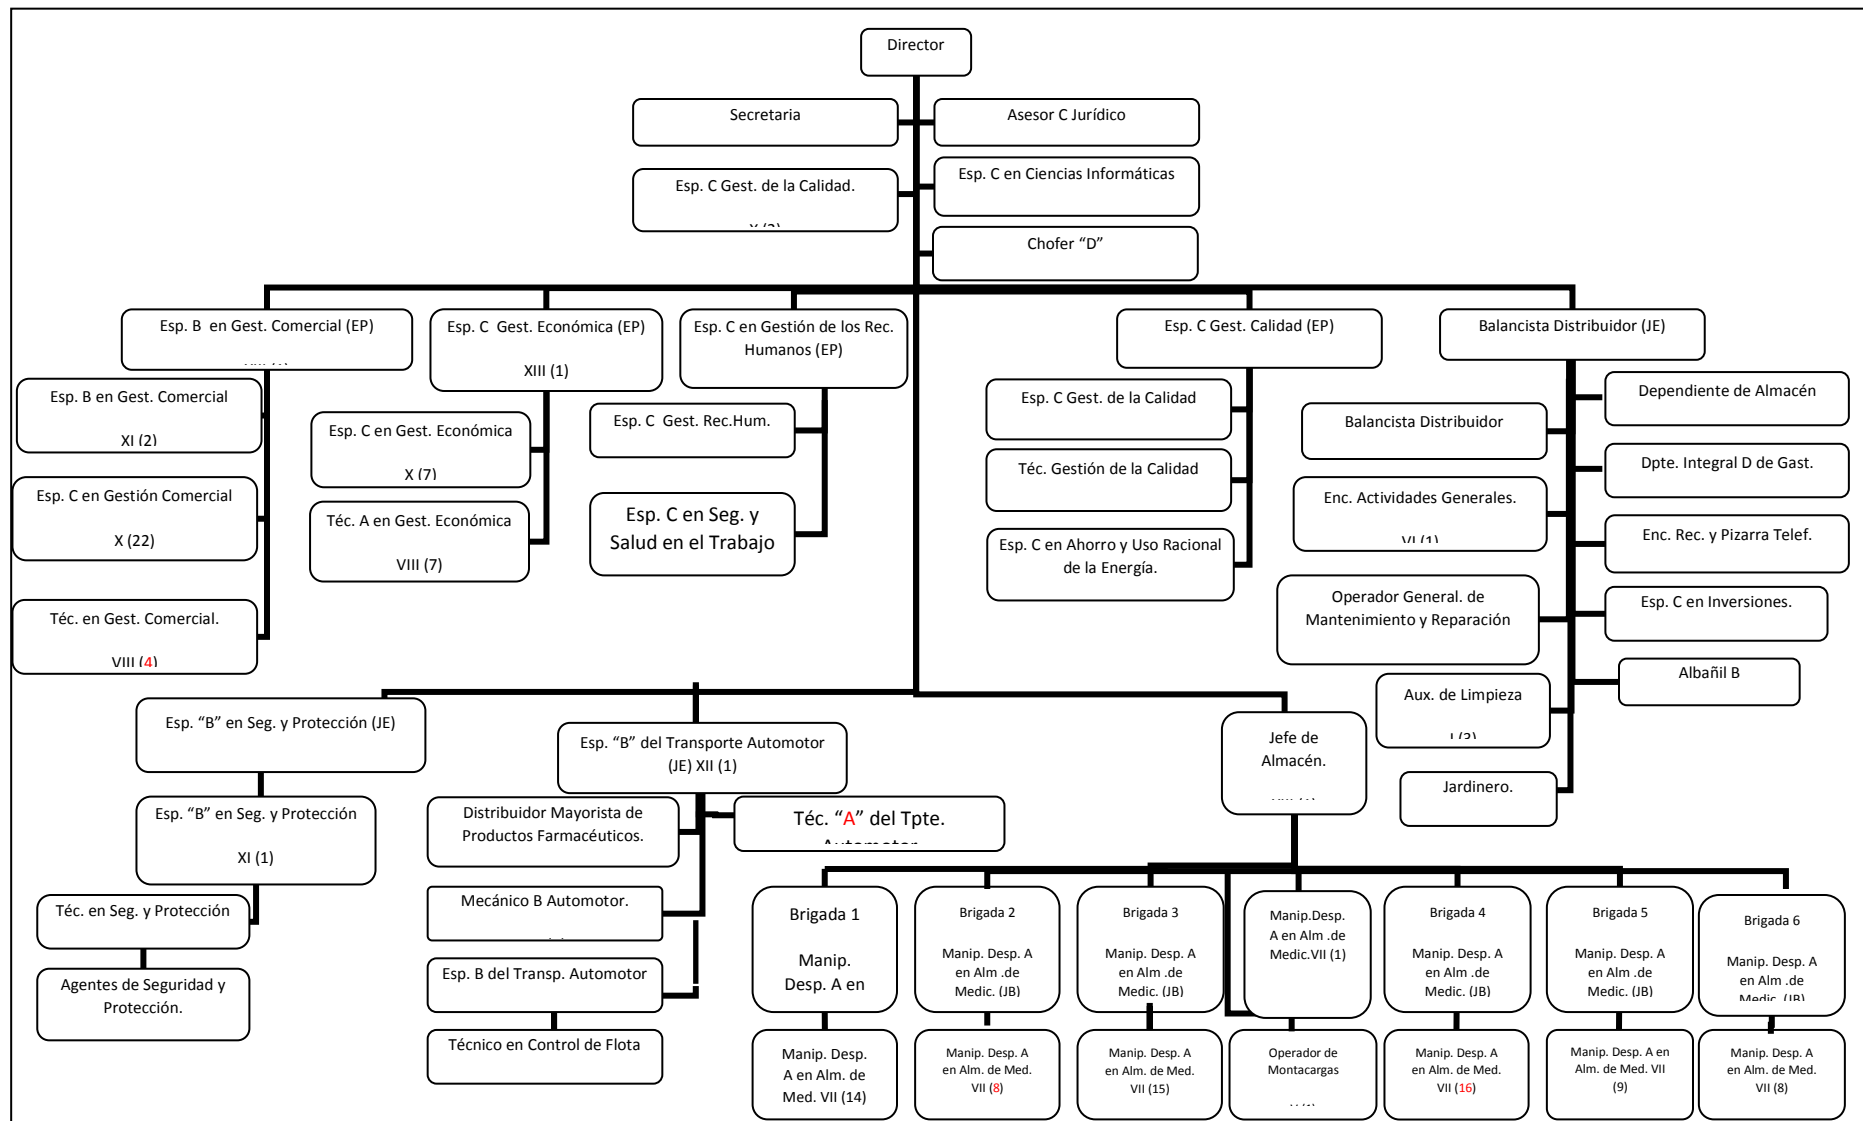 Director
Secretaria
Asesor C Jurídico
Esp. C Gest. de la Calidad.
Esp. C en Ciencias Informáticas
Chofer “D”
Esp. B en Gest. Comercial (EP)
Esp. C Gest. Económica (EP)
XIII (1)
Esp. C en Gestión de los Rec.
Humanos (EP)
Esp. C Gest. Calidad (EP)
Balancista Distribuidor (JE)
Esp. B en Gest. Comercial
XI (2)
Esp. C en Gestión Comercial
X (22)
Téc. en Gest. Comercial.
VIII (4)
Esp. C en Gest. Económica
X (7)
Téc. A en Gest. Económica
VIII (7)
Esp. C Gest. Rec.Hum.
Esp. C en Seg. y
Salud en el Trabajo
Esp. C Gest. de la Calidad
Téc. Gestión de la Calidad
Esp. C en Ahorro y Uso Racional
de la Energía.
Balancista Distribuidor
Enc. Actividades Generales.
VI (1)
Operador General. de
Mantenimiento y Reparación
Aux. de Limpieza
I (3)
Jardinero.
Dependiente de Almacén
Dpte. Integral D de Gast.
Enc. Rec. y Pizarra Telef.
Esp. C en Inversiones.
Albañil B
Esp. “B” en Seg. y Protección (JE)
Esp. “B” en Seg. y Protección
XI (1)
Téc. en Seg. y Protección
Agentes de Seguridad y
Protección.
Esp. “B” del Transporte Automotor
(JE) XII (1)
Distribuidor Mayorista de
Productos Farmacéuticos.
Téc. “A” del Tpte.
Automotor
Mecánico B Automotor.
Esp. B del Transp. Automotor
Técnico en Control de Flota
Jefe de
Almacén.
Brigada 1
Manip.
Desp. A en
Brigada 2
Manip. Desp. A
en Alm .de
Medic. (JB)
Brigada 3
Manip. Desp. A
en Alm .de
Medic. (JB)
Manip.Desp.
A en Alm .de
Medic.VII (1)
Brigada 4
Manip. Desp. A
en Alm .de
Medic. (JB)
Brigada 5
Manip. Desp. A
en Alm .de
Medic. (JB)
Brigada 6
Manip. Desp. A
en Alm .de
Medic. (JB)
Manip. Desp.
A en Alm. de
Med. VII (14)
Manip. Desp. A
en Alm. de Med.
VII (8)
Manip. Desp. A
en Alm. de Med.
VII (15)
Operador de
Montacargas
Manip. Desp. A
en Alm. de Med.
VII (16)
Manip. Desp. A en
Alm. de Med. VII
(9)
Manip. Desp. A
en Alm. de Med.
VII (8)